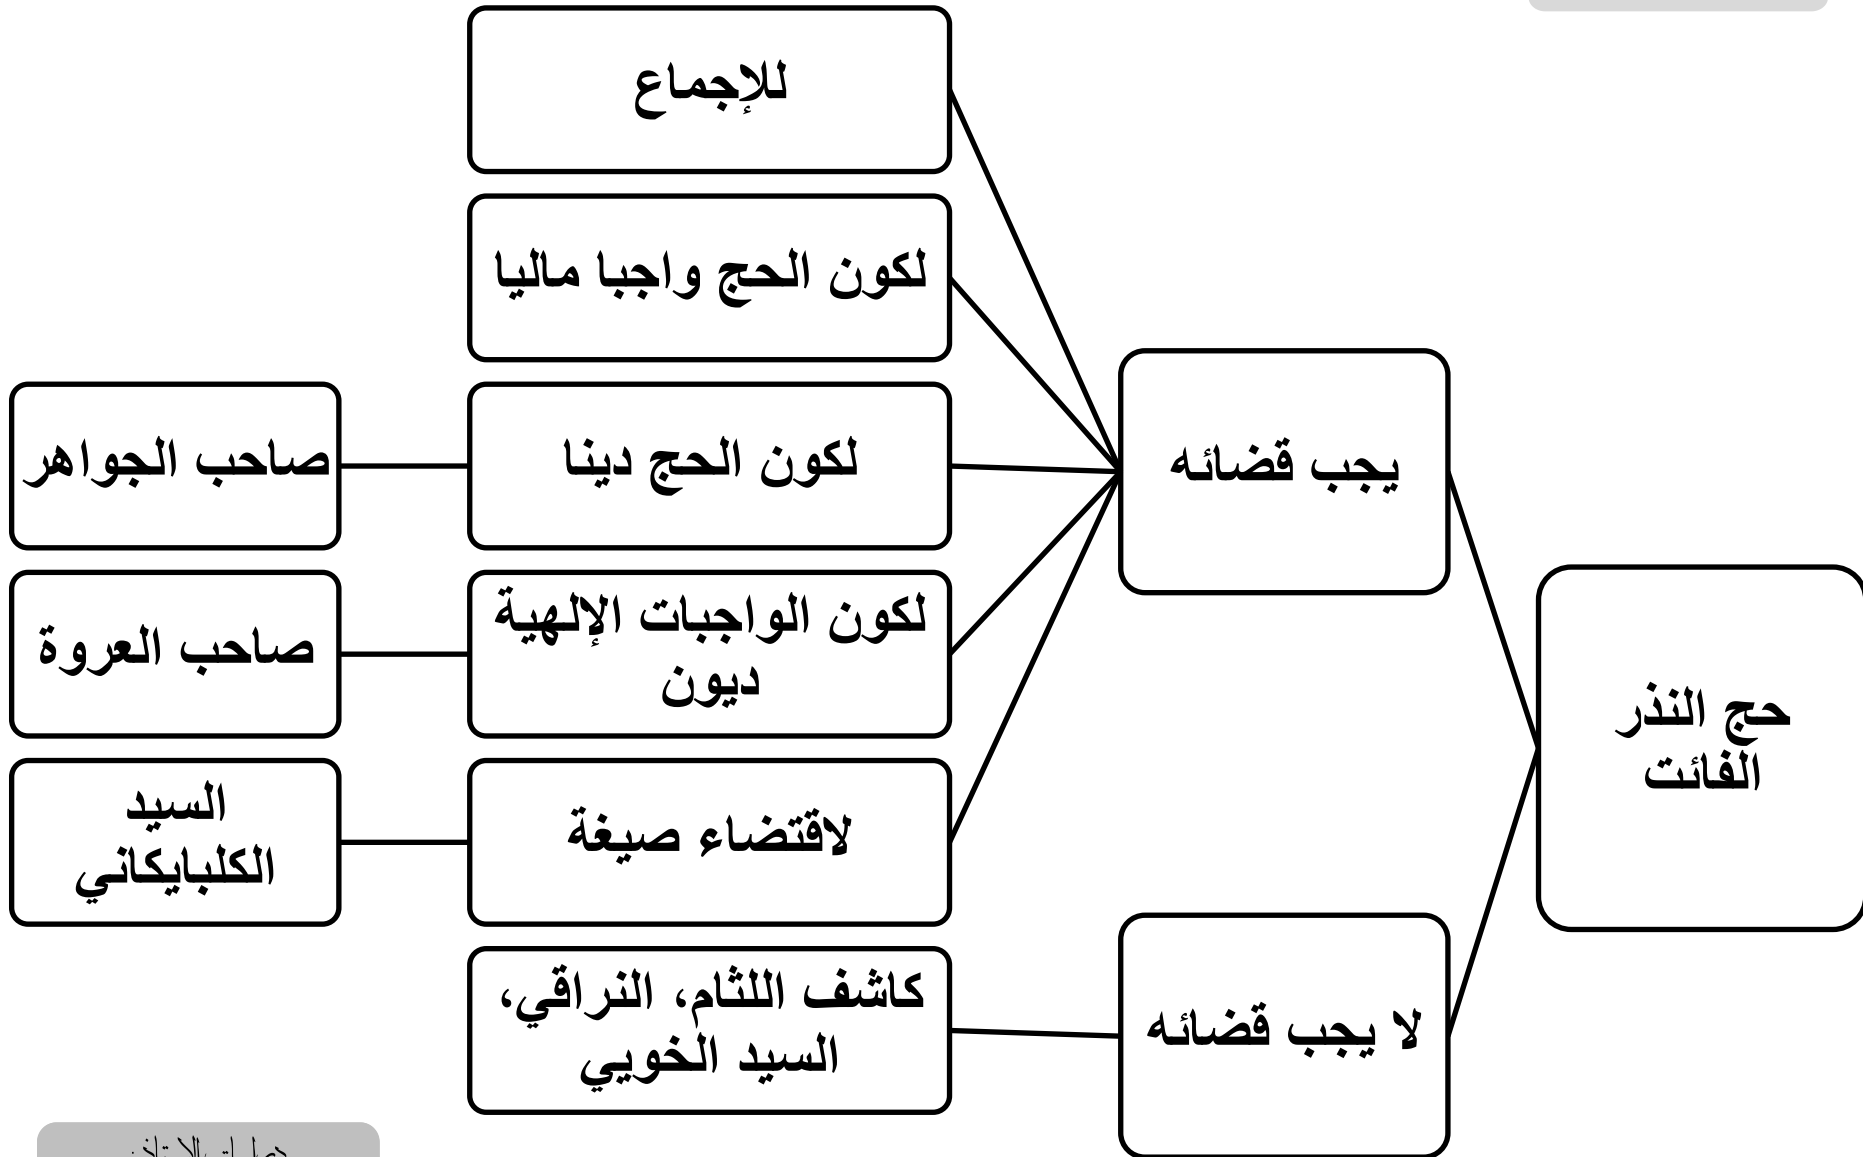 حج النذر
الفائت
يجب قضائه
للإجماع
لكون الحج واجبا ماليا
لكون الحج دينا
صاحب الجواهر
لكون الواجبات الإلهية
ديون
صاحب العروة
لاقتضاء صيغة
السيد
الكلبايكاني
لا يجب قضائه
كاشف اللثام، النراقي،
السيد الخويي